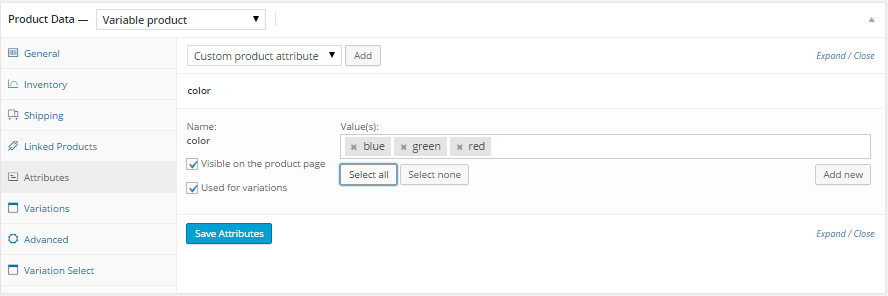 Product Data — Variable product
General
Inventory
Shipping
Linked Products
Attributes
Variations
Advanced
Variation Select
Custom product attribute Add Expand / Close
color
Name:
color
Visible on the product page
Used for variations
Value(s):
× blue × green × red
Select all Select none Add new
Save Attributes Expand / Close